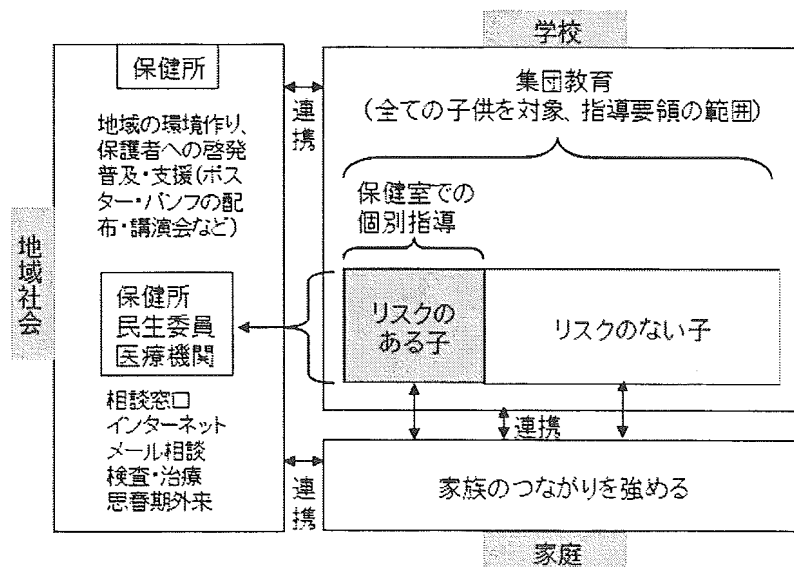 学校
保健所
地域の環境作り、
保護者への啓発
普及・支援(ポス
ター・パンフの配
布・講演会など)
連携
集団教育
(全ての子供を対象、指導要領の範囲)
保健室での
個別指導
地域社会
保健所
民生委員
医療機関
リスクの
ある子
リスクのない子
相談窓口
インターネット
メール相談
検査・治療
思春期外来
連携
連携
家族のつながりを強める
家庭